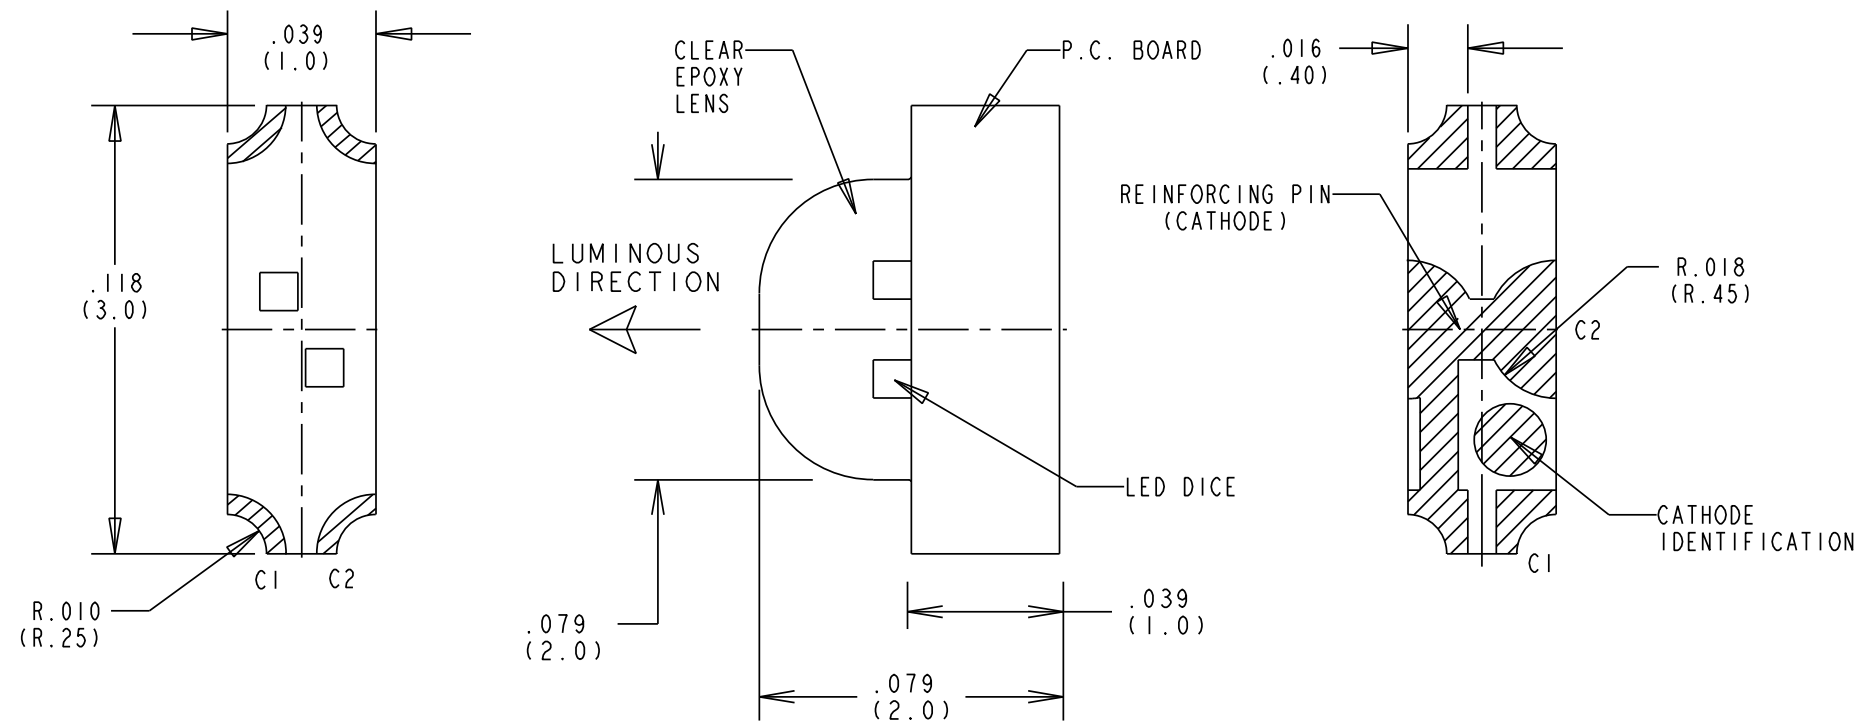 .039
(1.0)
.118
(3.0)
C1
C2
R.010
(R.25)
CLEAR
EPOXY
LENS
P.C. BOARD
LUMINOUS
DIRECTION
LED DICE
.079
(2.0)
.039
(1.0)
.079
(2.0)
.016
(.40)
REINFORCING PIN
(CATHODE)
R.018
(R.45)
C2
CATHODE
IDENTIFICATION
C1